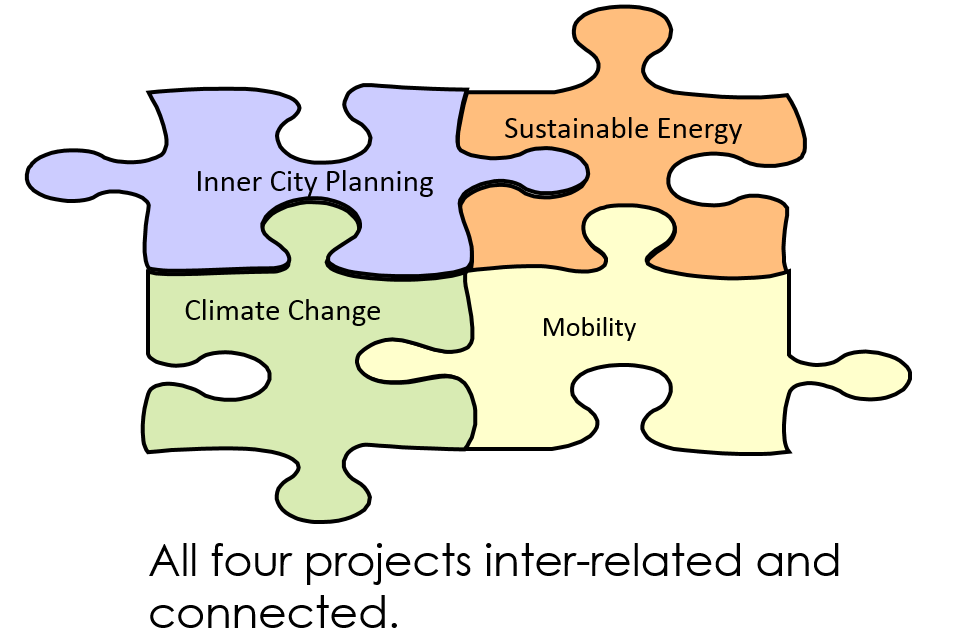 Sustainable Energy
Inner City Planning
Climate Change
Mobility
All four projects inter-related and
connected.